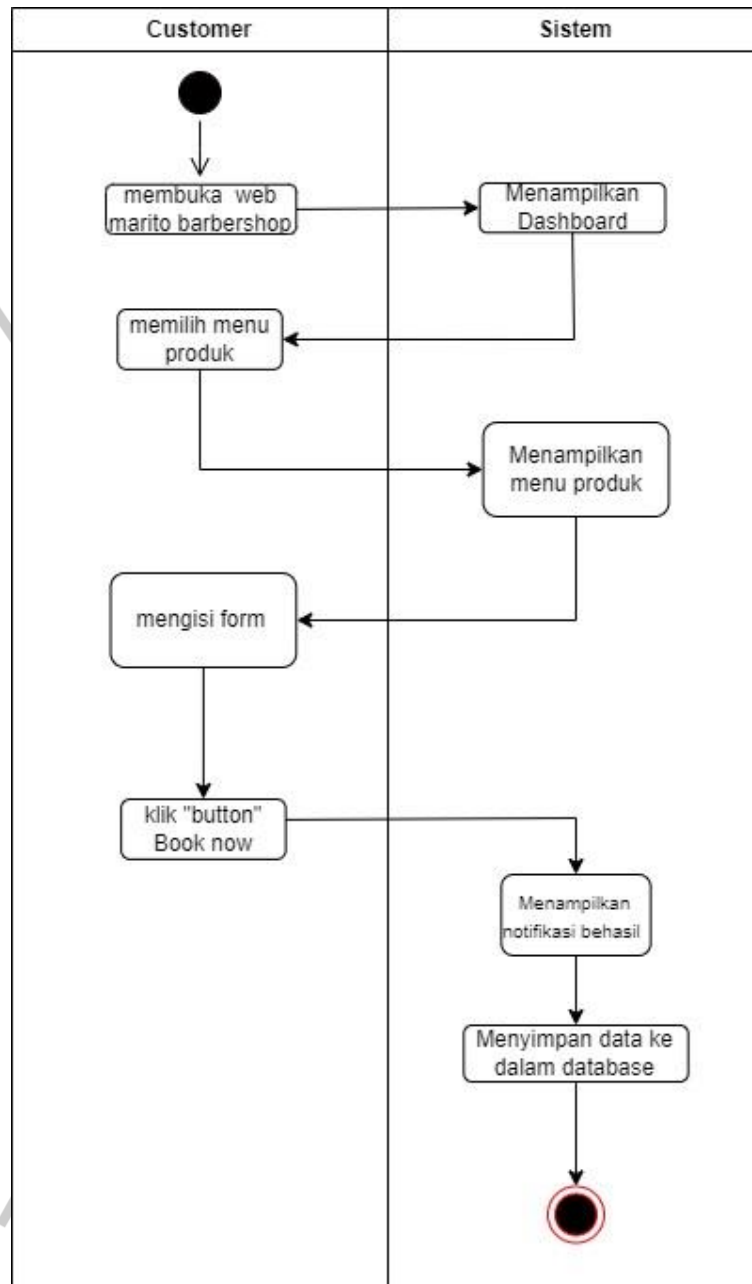 Customer
Sistem
membuka web
marito barbershop
Menampilkan
Dashboard
memilih menu
produk
Menampilkan
menu produk
mengisi form
klik "button"
Book now
Menampilkan
notifikasi behasil
Menyimpan data ke
dalam database